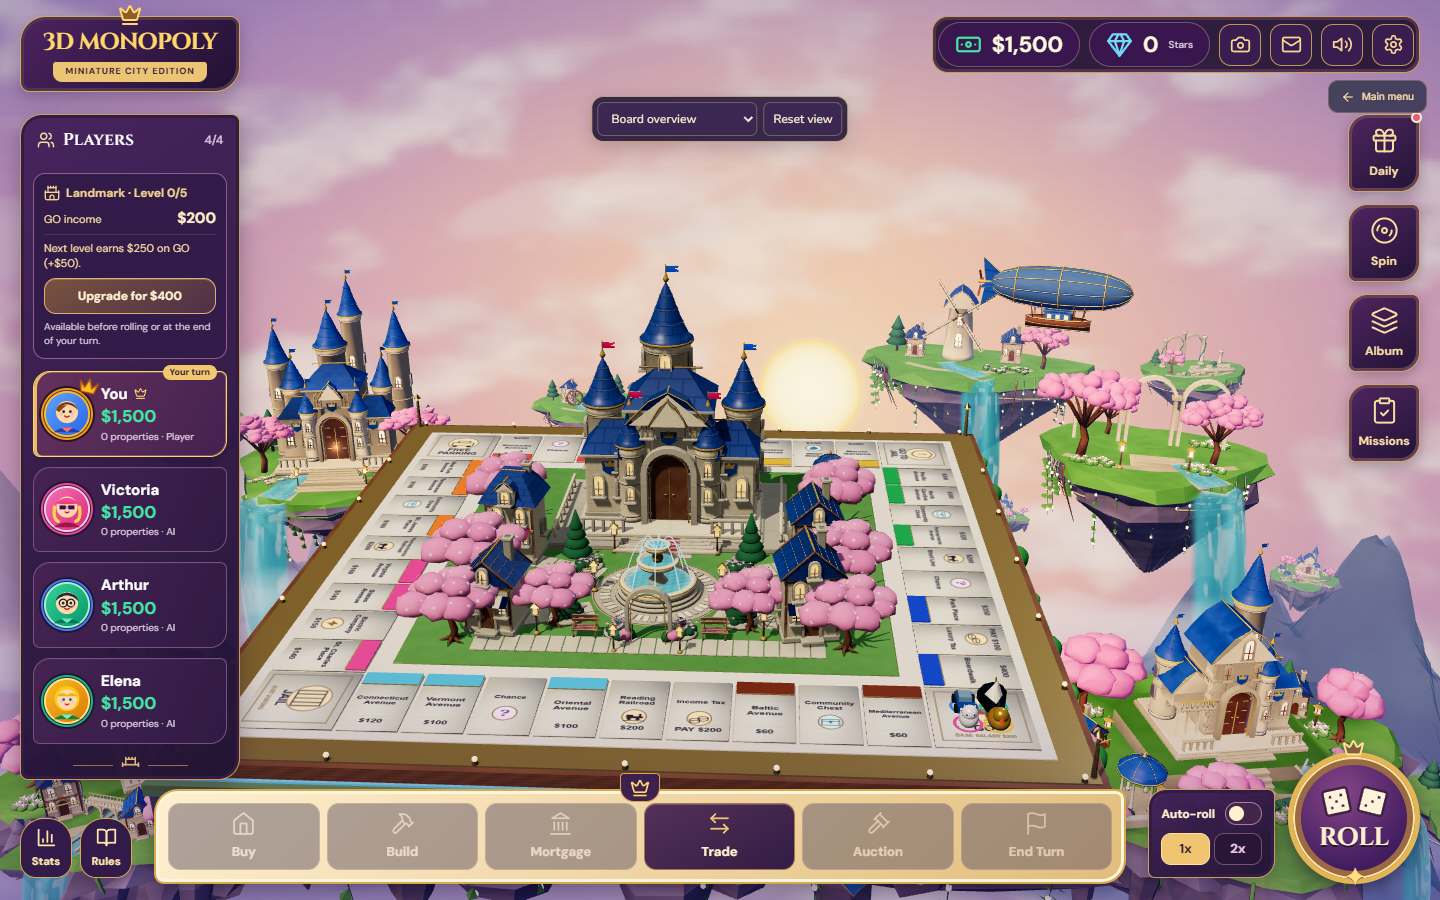 3D MONOPOLY
MINIATURE CITY EDITION
$1,500
0 Stars
Main menu
Board overview
Reset view
PLAYERS
4/4
Landmark · Level 0/5
GO income $200
Next level earns $250 on GO
(+$50).
Upgrade for $400
Available before rolling or at the end
of your turn.
Your turn
You
$1,500
0 properties · Player
Victoria
$1,500
0 properties · AI
Arthur
$1,500
0 properties · AI
Elena
$1,500
0 properties · AI
Daily
Spin
Album
Missions
FREE
PARKING
JAIL
Connecticut
Avenue
$120
Vermont
Avenue
$100
Chance
?
Oriental
Avenue
$100
Reading
Railroad
$200
Income Tax
PAY $200
Baltic
Avenue
$60
Community
Chest
Mediterranean
Avenue
$60
BASE SALARY $200
Stats
Rules
Buy
Build
Mortgage
Trade
Auction
End Turn
Auto-roll
1x
2x
ROLL